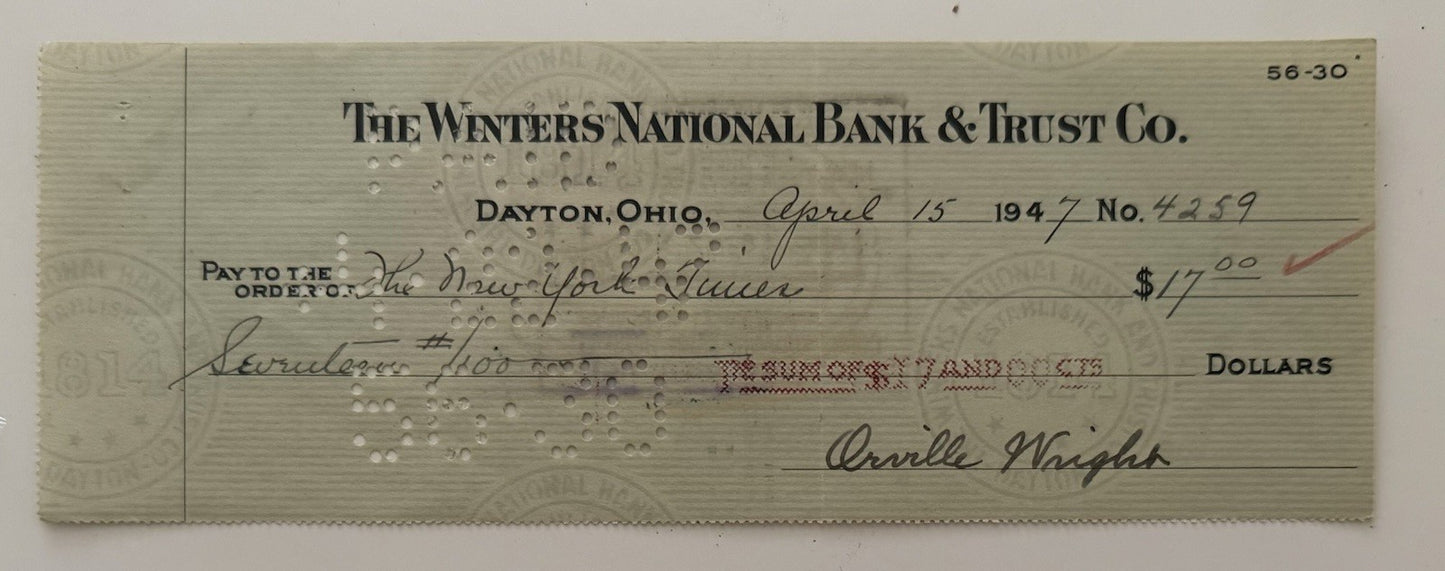 56-30
THE WINTERS NATIONAL BANK & TRUST CO.
DAYTON, OHIO, April 15 1947 No. 4259
PAY TO THE ORDER OF The New York Times $17 00
Seventeen #/100 THE SUM OF $17 AND 00 CTS DOLLARS
Orville Wright